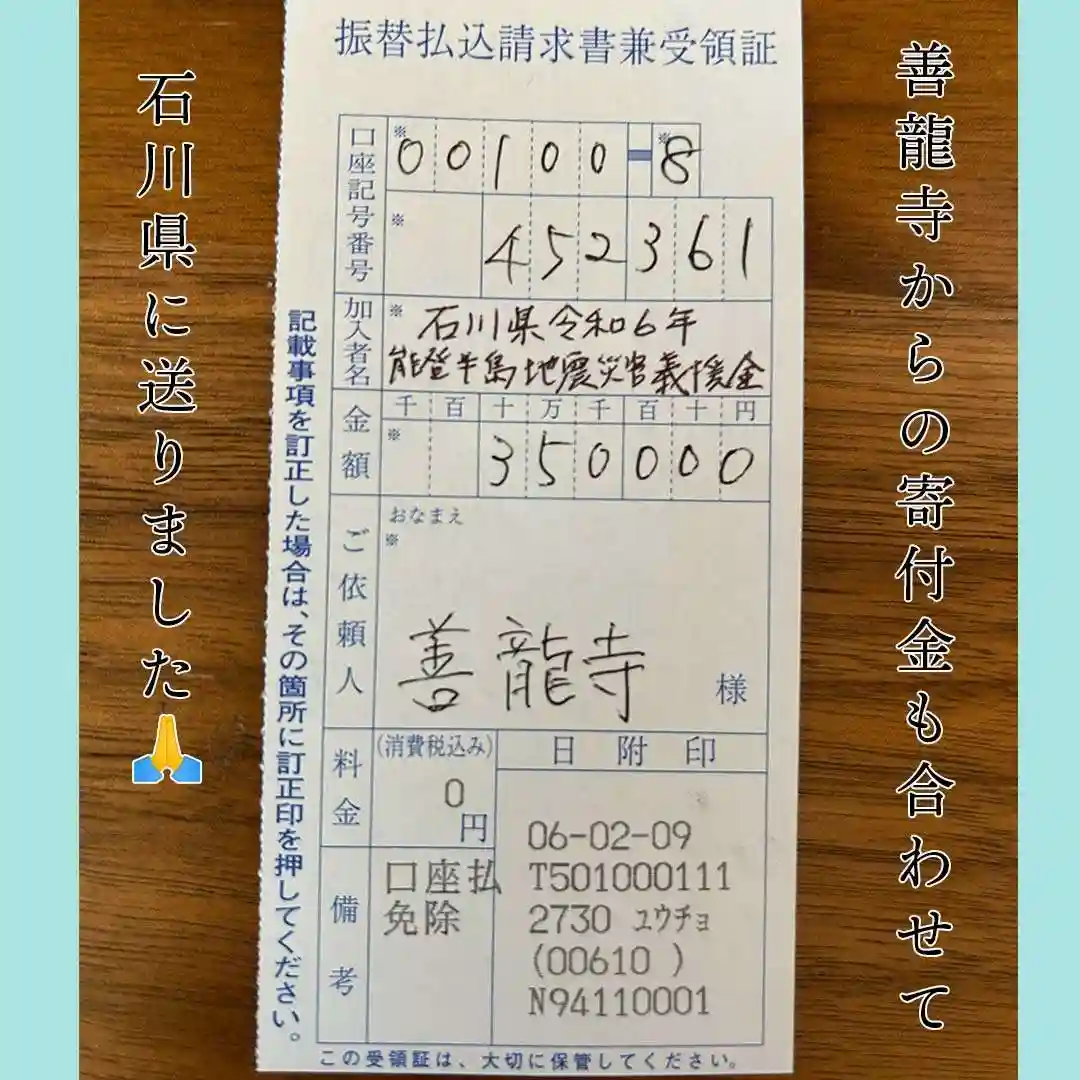 善龍寺からの寄付金も合わせて
石川県に送りました🙏
振替払込請求書兼受領証
口座記号番号
※
00100-8
※
※
452361
加入者名
※
石川県令和6年
能登半島地震災害義援金
金額
千百十万千百十円
※
350000
ご依頼人
おなまえ
※
善龍寺
様
料金
(消費税込み)
0
円
備考
口座払
免除
日附印
06-02-09
T501000111
2730 ユウチョ
(00610 )
N94110001
記載事項を訂正した場合は、その箇所に訂正印を押してください。
この受領証は、大切に保管してください。